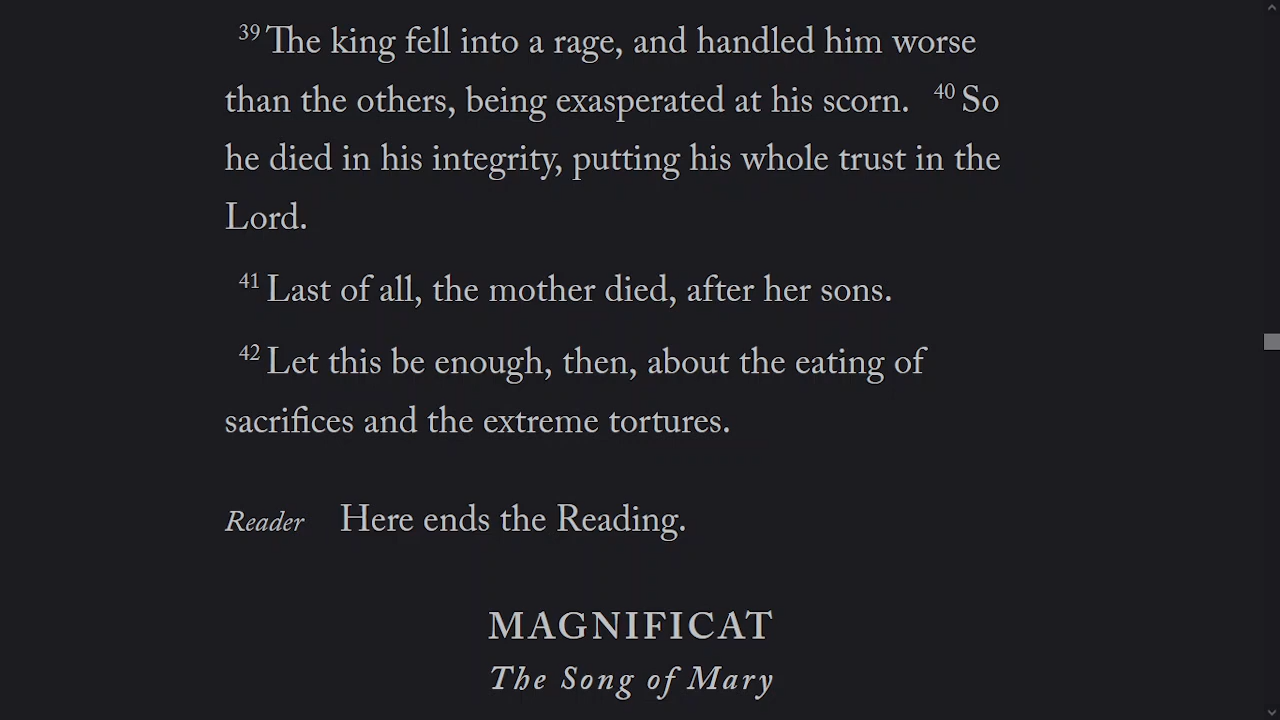 39 The king fell into a rage, and handled him worse
than the others, being exasperated at his scorn. 40 So
he died in his integrity, putting his whole trust in the
Lord.
41 Last of all, the mother died, after her sons.
42 Let this be enough, then, about the eating of
sacrifices and the extreme tortures.
Reader Here ends the Reading.
MAGNIFICAT
The Song of Mary